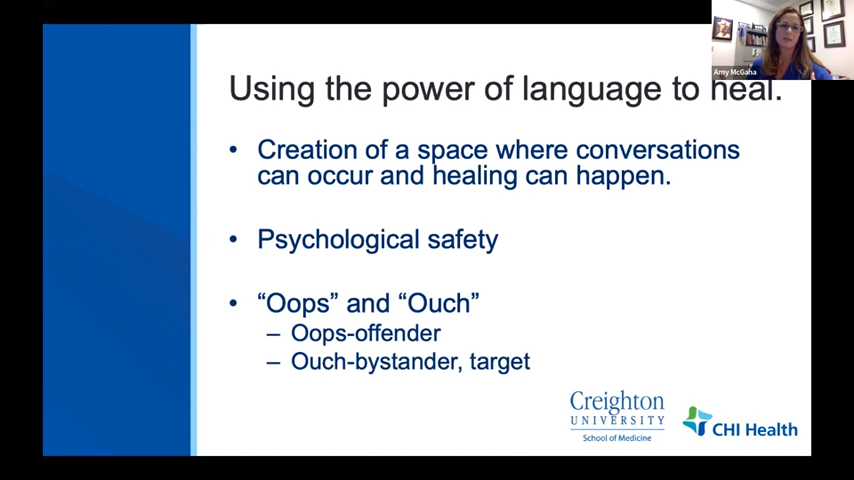 Amy McGaha
Using the power of language to heal.
• Creation of a space where conversations
can occur and healing can happen.
• Psychological safety
• “Oops” and “Ouch”
– Oops-offender
– Ouch-bystander, target
Creighton
UNIVERSITY
School of Medicine
CHI Health